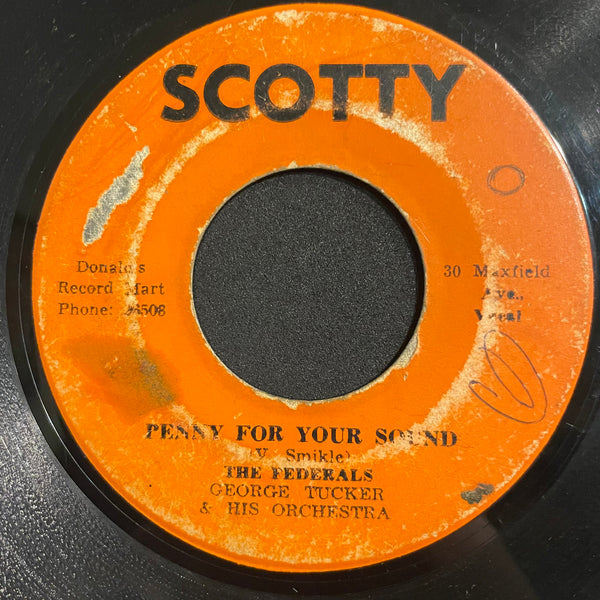 SCOTTY
Donald's
Record Mart
Phone: 26508
30 Maxfield
Ave.,
Vocal
PENNY FOR YOUR SOUND
(V. Smikle)
THE FEDERALS
GEORGE TUCKER
& HIS ORCHESTRA